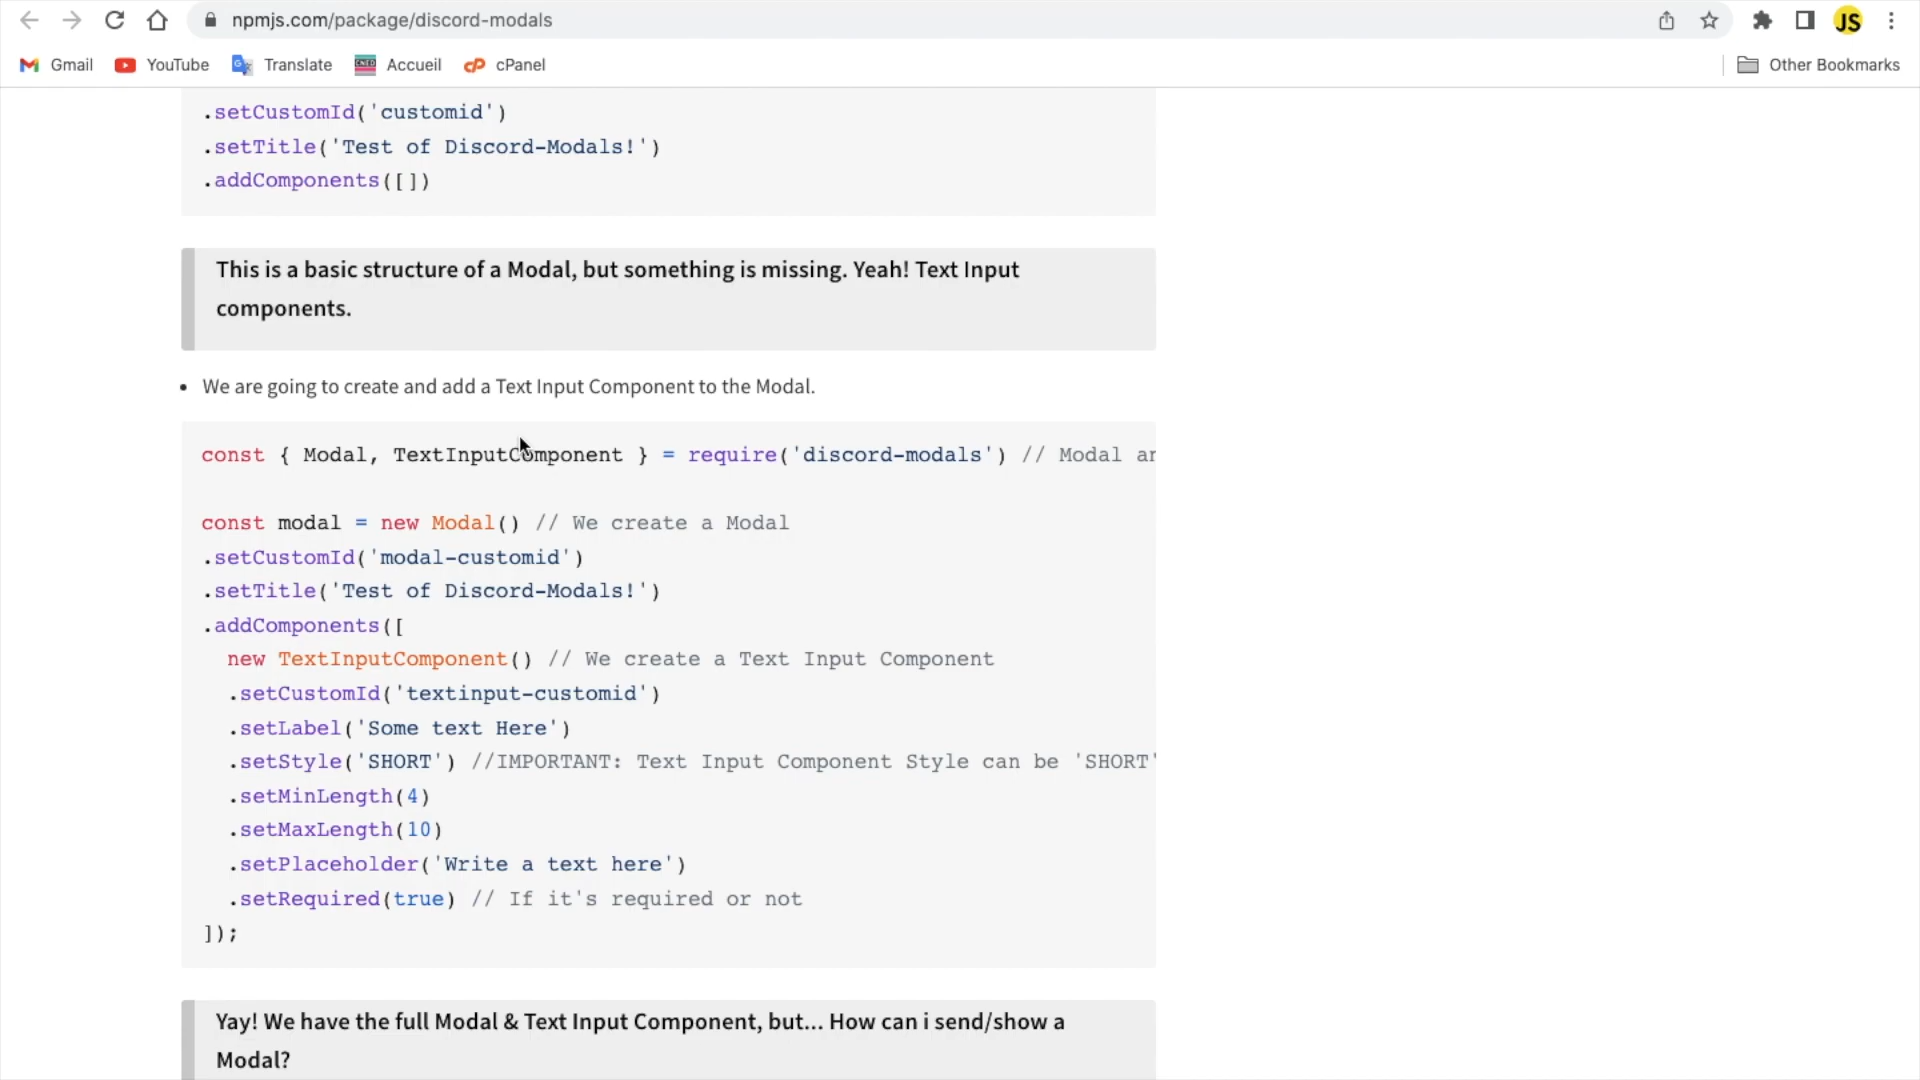 npmjs.com/package/discord-modals
JS
Gmail YouTube Translate CNED Accueil cP cPanel Other Bookmarks
.setCustomId('customid')
.setTitle('Test of Discord-Modals!')
.addComponents([])
This is a basic structure of a Modal, but something is missing. Yeah! Text Input
components.
• We are going to create and add a Text Input Component to the Modal.
const { Modal, TextInputComponent } = require('discord-modals') // Modal an
const modal = new Modal() // We create a Modal
.setCustomId('modal-customid')
.setTitle('Test of Discord-Modals!')
.addComponents([
new TextInputComponent() // We create a Text Input Component
.setCustomId('textinput-customid')
.setLabel('Some text Here')
.setStyle('SHORT') //IMPORTANT: Text Input Component Style can be 'SHORT'
.setMinLength(4)
.setMaxLength(10)
.setPlaceholder('Write a text here')
.setRequired(true) // If it's required or not
]);
Yay! We have the full Modal & Text Input Component, but... How can i send/show a
Modal?